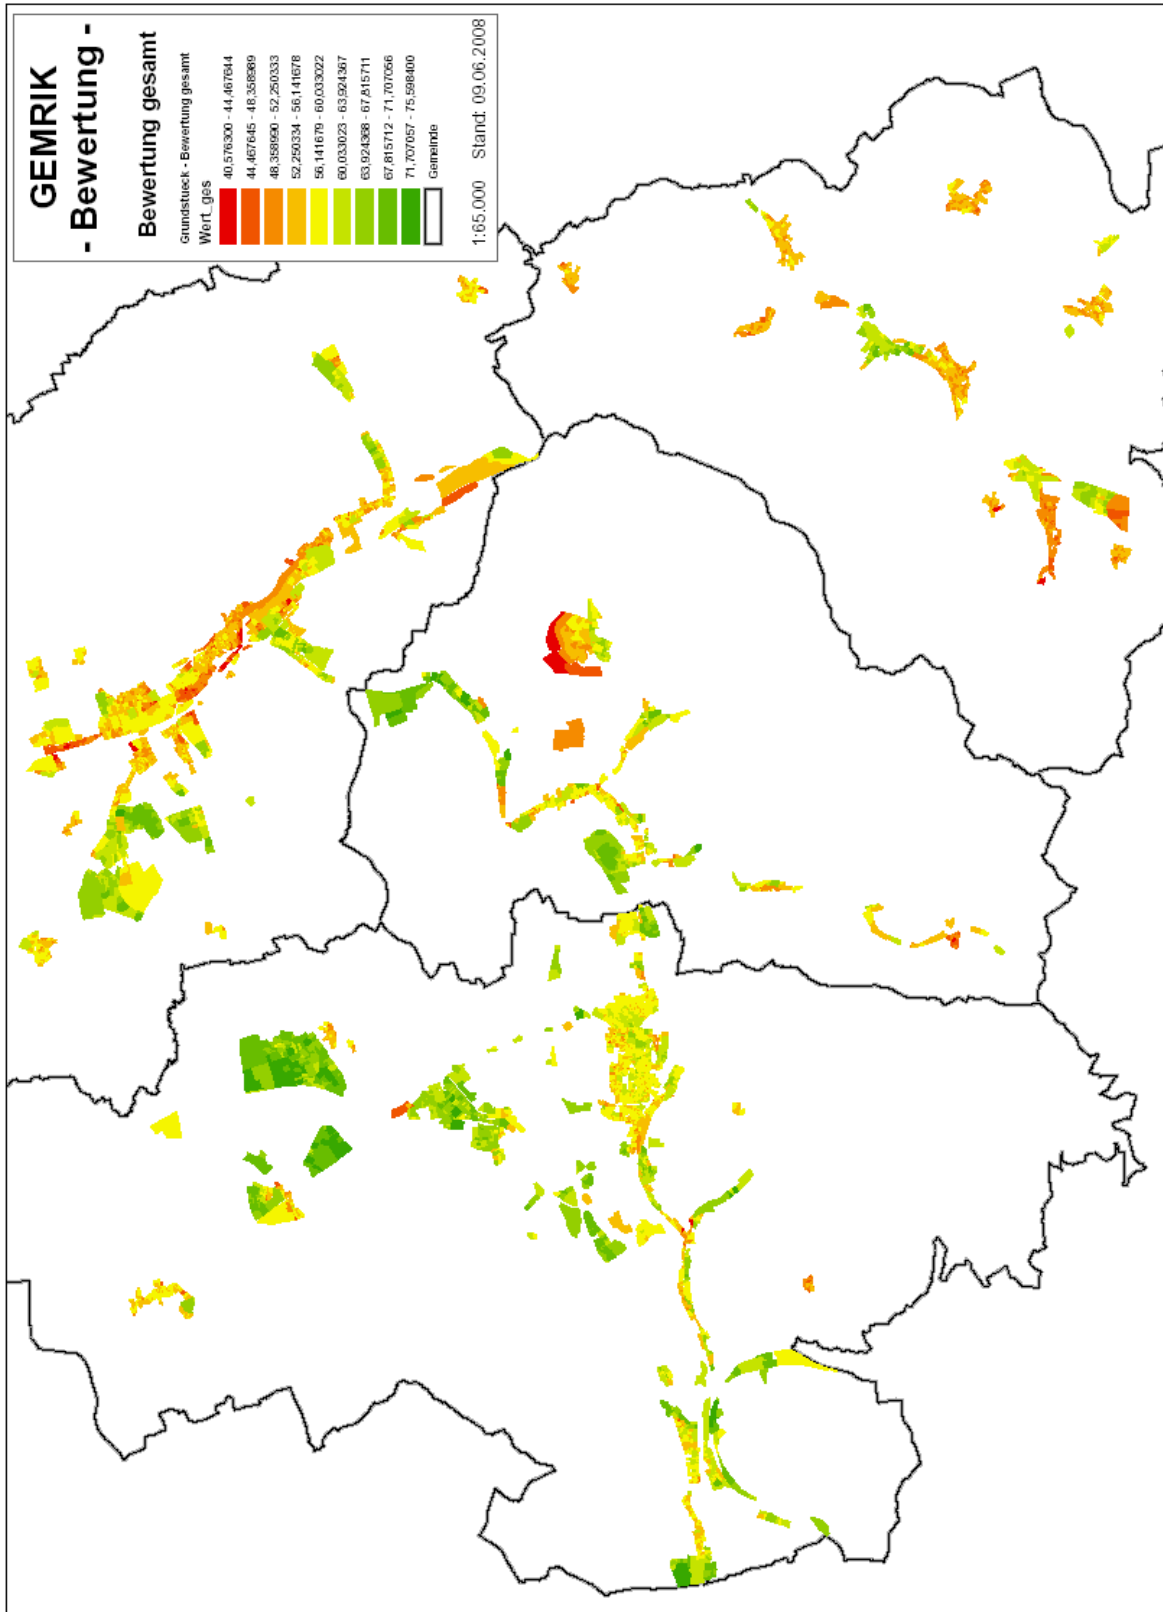 GEMRIK
- Bewertung -
Bewertung gesamt
Grundstueck - Bewertung gesamt
Wert_ges
40,576300 - 44,467644
44,467645 - 48,358989
48,358990 - 52,250333
52,250334 - 56,141678
56,141679 - 60,033022
60,033023 - 63,924367
63,924368 - 67,815711
67,815712 - 71,707056
71,707057 - 75,598400
Gemeinde
1:65.000 Stand: 09.06.2008